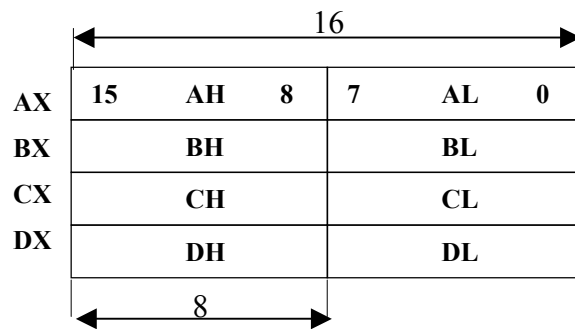 16
AX 15 AH 8 7 AL 0
BX BH BL
CX CH CL
DX DH DL
8